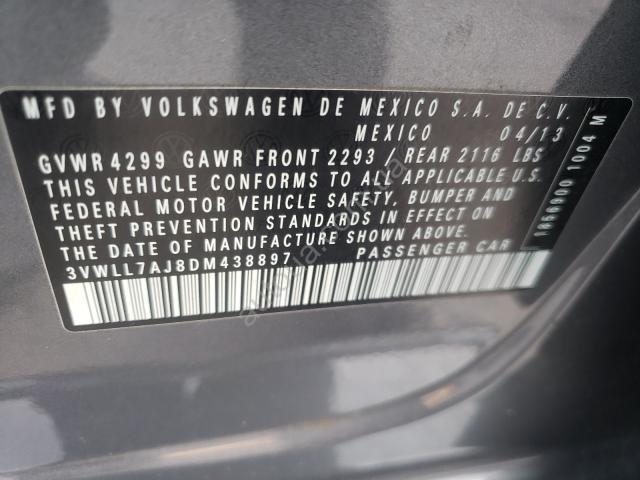 MFD BY VOLKSWAGEN DE MEXICO S.A. DE C.V.
MEXICO 04/13
GVWR 4299 GAWR FRONT 2293 / REAR 2116 LBS
THIS VEHICLE CONFORMS TO ALL APPLICABLE U.S.
FEDERAL MOTOR VEHICLE SAFETY, BUMPER AND
THEFT PREVENTION STANDARDS IN EFFECT ON
THE DATE OF MANUFACTURE SHOWN ABOVE.
3VWLL7AJ8DM438897 PASSENGER CAR
1004 M